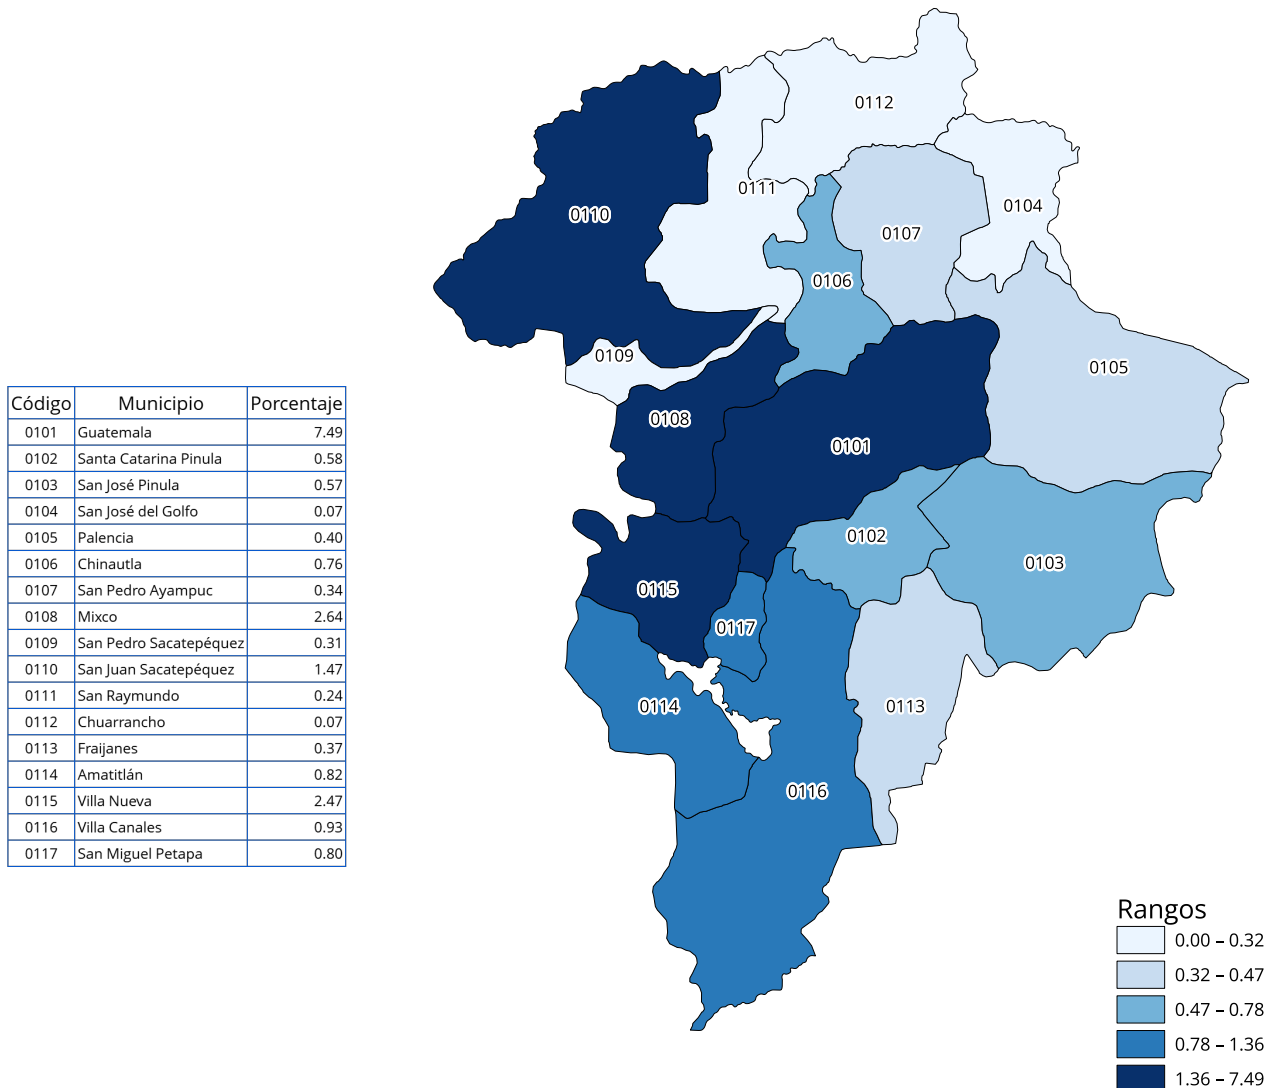 Código Municipio Porcentaje
0101 Guatemala 7.49
0102 Santa Catarina Pinula 0.58
0103 San José Pinula 0.57
0104 San José del Golfo 0.07
0105 Palencia 0.40
0106 Chinautla 0.76
0107 San Pedro Ayampuc 0.34
0108 Mixco 2.64
0109 San Pedro Sacatepéquez 0.31
0110 San Juan Sacatepéquez 1.47
0111 San Raymundo 0.24
0112 Chuarrancho 0.07
0113 Fraijanes 0.37
0114 Amatitlán 0.82
0115 Villa Nueva 2.47
0116 Villa Canales 0.93
0117 San Miguel Petapa 0.80
0112
0111
0104
0110
0107
0106
0109
0105
0108
0101
0102
0103
0115
0117
0114
0113
0116
Rangos
0.00 – 0.32
0.32 – 0.47
0.47 – 0.78
0.78 – 1.36
1.36 – 7.49